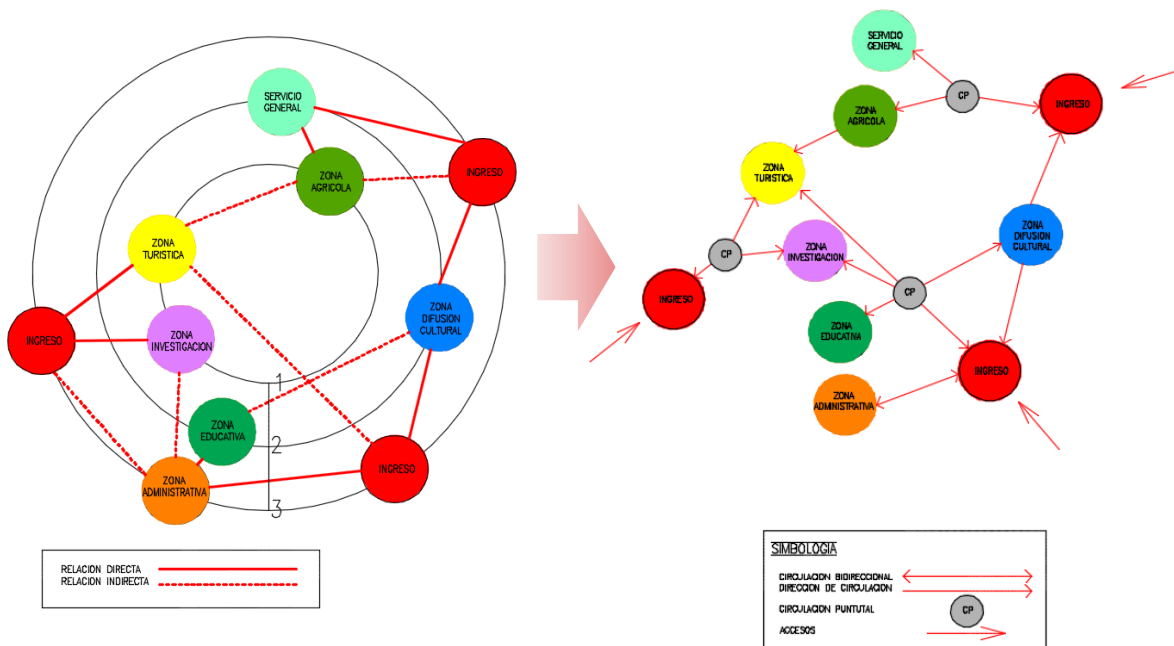 SERVICIO
GENERAL
ZONA
AGRICOLA
INGRESO
ZONA
TURISTICA
ZONA
DIFUSION
CULTURAL
INGRESO
ZONA
INVESTIGACION
1
ZONA
EDUCATIVA
2
INGRESO
ZONA
ADMINISTRATIVA
3
RELACION DIRECTA
RELACION INDIRECTA
SERVICIO
GENERAL
CP
INGRESO
ZONA
AGRICOLA
ZONA
TURISTICA
ZONA
DIFUSION
CULTURAL
CP
ZONA
INVESTIGACION
CP
INGRESO
ZONA
EDUCATIVA
INGRESO
ZONA
ADMINISTRATIVA
SIMBOLOGIA
CIRCULACION BIDIRECCIONAL
DIRECCION DE CIRCULACION
CIRCULACION PUNTUTAL
CP
ACCESOS